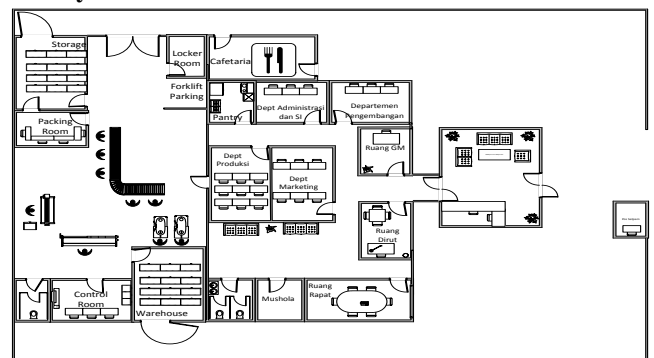 Storage
Locker
Room
Cafetaria
Forklift
Parking
Pantry
Dept Administrasi
dan SI
Departemen
Pengembangan
Packing
Room
Ruang GM
Dept
Produksi
Dept
Marketing
Ruang
Dirut
Control
Room
Warehouse
Mushola
Ruang
Rapat